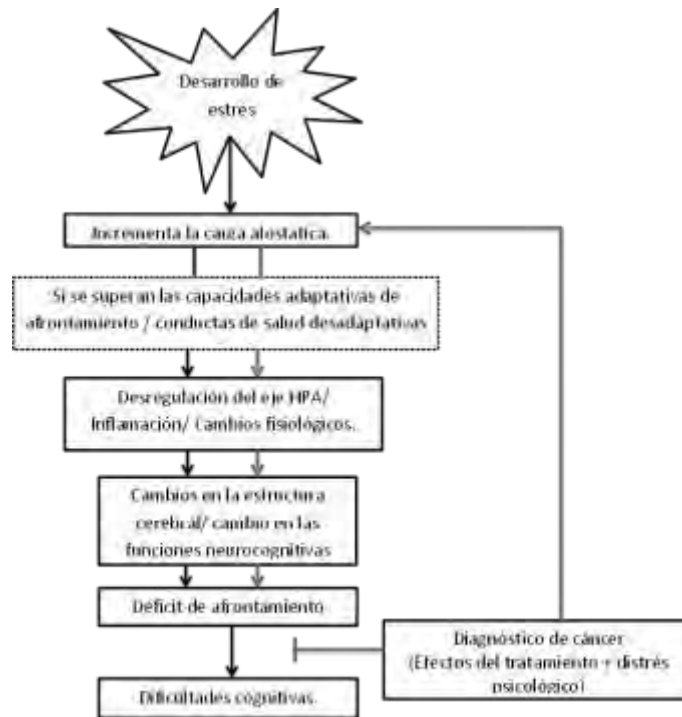 Desarrollo de
estrés
Incrementa la carga alostatica.
Si se superan las capacidades adaptativas de
afrontamiento / conductas de salud desadaptativas
Desregulación del eje HPA/
Inflamación/ Cambios fisiológicos.
Cambios en la estructura
cerebral/ cambio en las
funciones neurocognitivas
Déficit de afrontamiento
Diagnóstico de cáncer
(Efectos del tratamiento + distrés
psicológico)
Dificultades cognitivas.